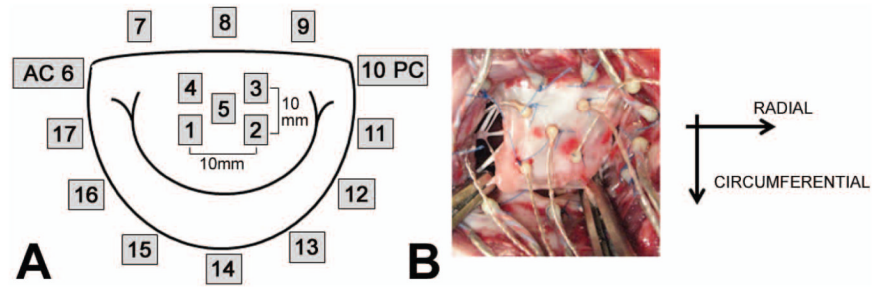 7 8 9
AC 6 10 PC
4 3
5
10
mm
1 2
10mm
17 11
16 12
15 13
14
A
B
RADIAL
CIRCUMFERENTIAL